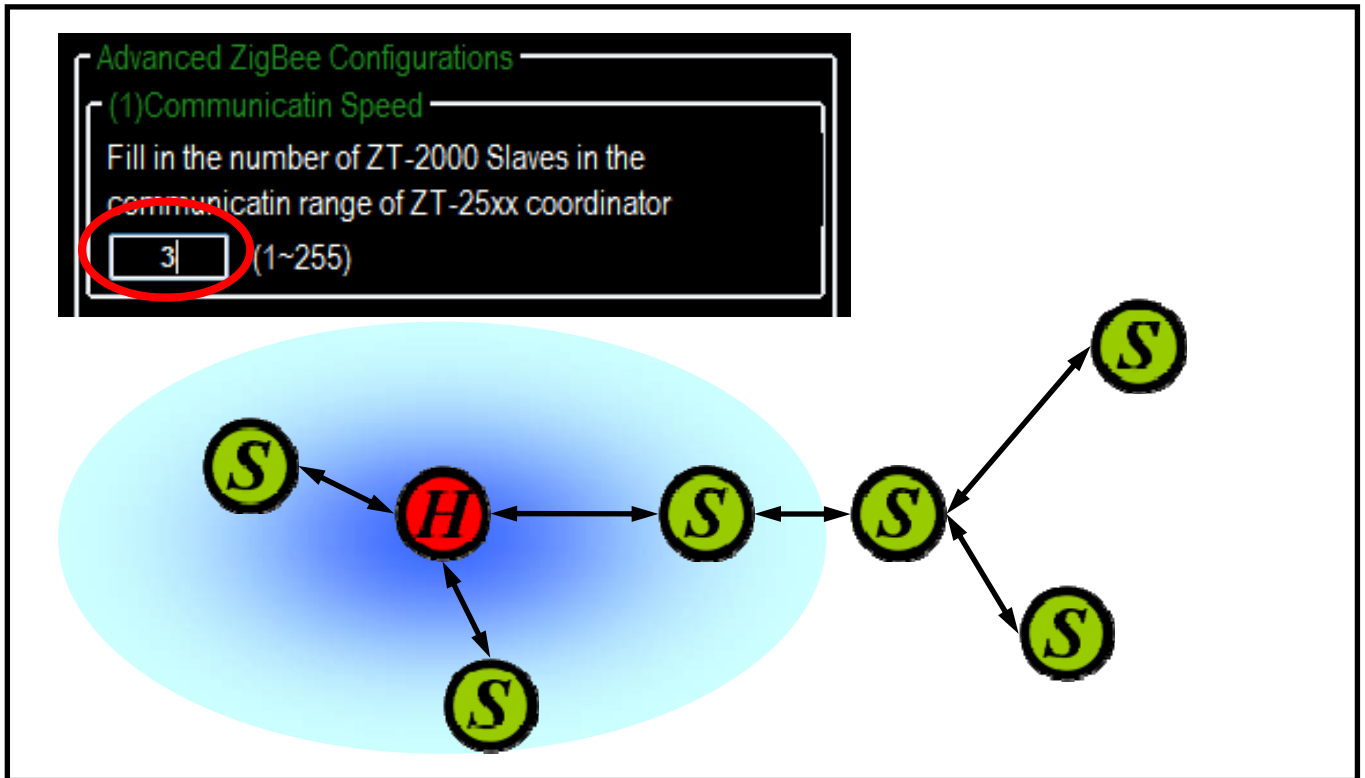 Advanced ZigBee Configurations
(1)Communicatin Speed
Fill in the number of ZT-2000 Slaves in the
communicatin range of ZT-25xx coordinator
3 (1~255)
S
S
H
S
S
S
S